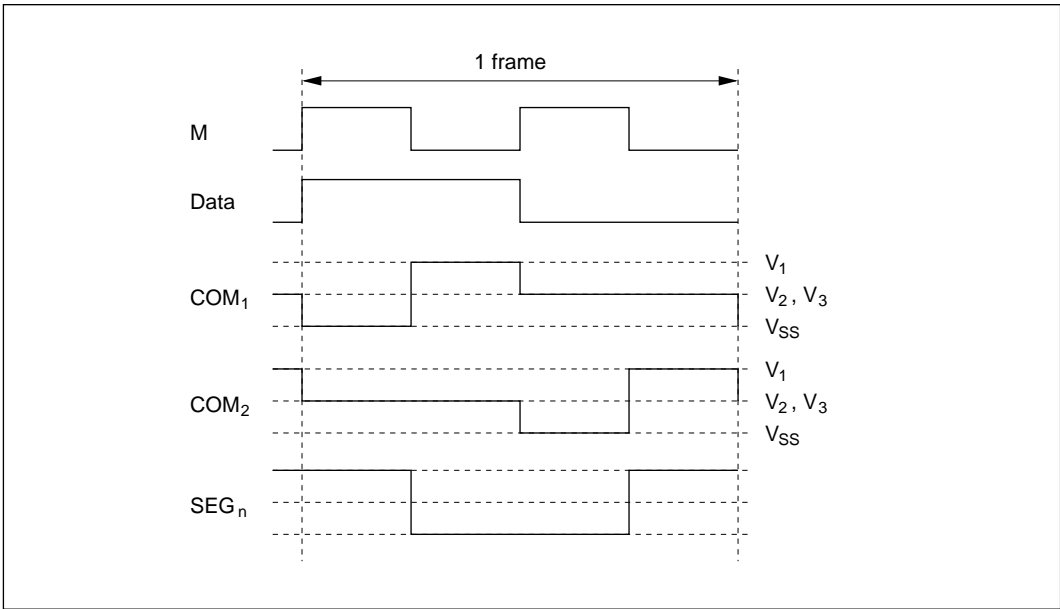 1 frame
M
Data
V1
COM1
V2 , V3
VSS
V1
COM2
V2 , V3
VSS
SEGn